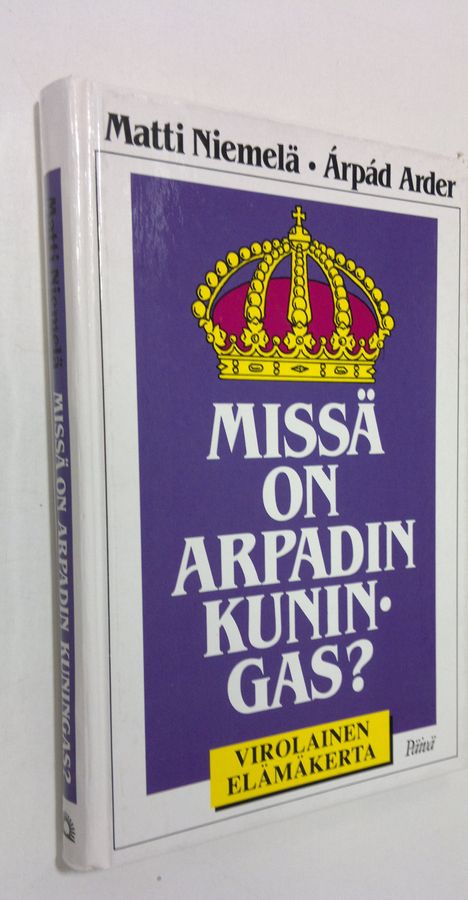 Matti Niemelä • Árpád Arder
MISSÄ
ON
ARPADIN
KUNIN-
GAS?
VIROLAINEN
ELÄMÄKERTA
Päivä
Matti Niemelä MISSÄ ON ARPADIN KUNINGAS?